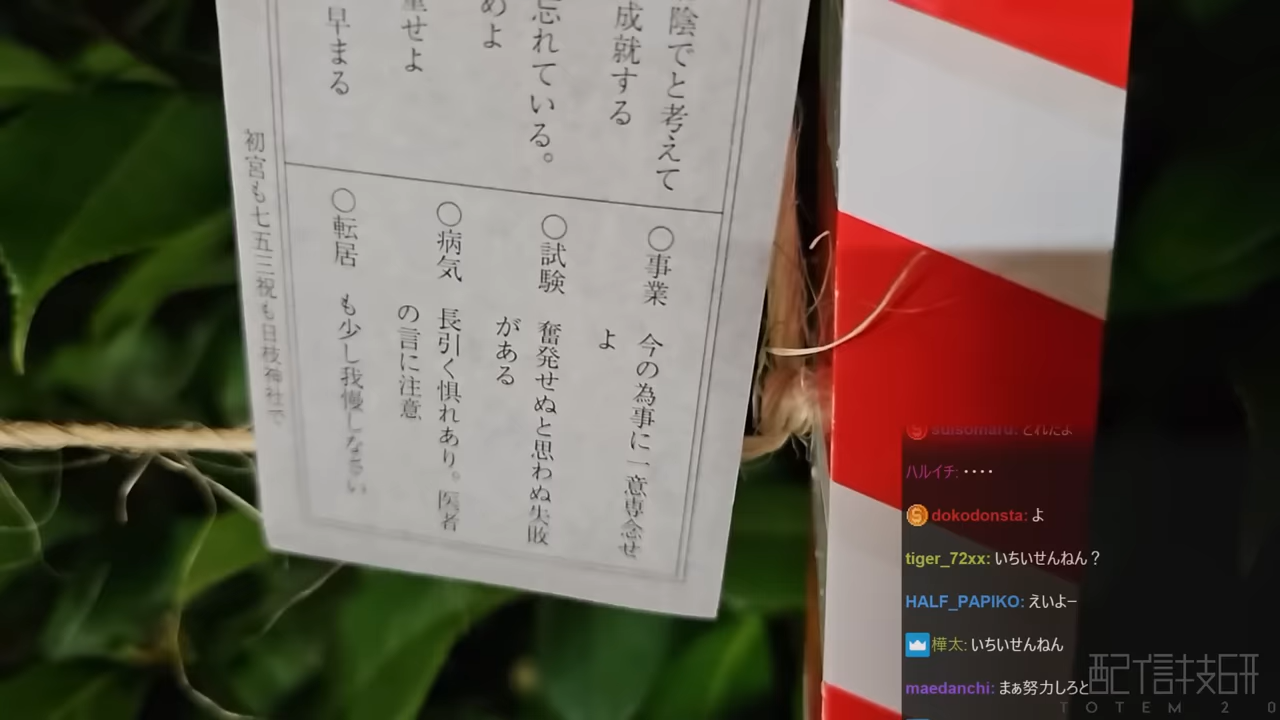 陰でと考えて
成就する
忘れている。
めよ
重せよ
早まる
○事業 今の為事に一意専念せ
よ
○試験 奮発せぬと思わぬ失敗
がある
○病気 長引く惧れあり。医者
の言に注意
○転居 も少し我慢しなさい
初宮も七五三祝も日枝神社で
suisomaru: どれだよ
ハルイチ: ････
dokodonsta: よ
tiger_72xx: いちいせんねん？
HALF_PAPIKO: えいよー
樺太: いちいせんねん
maedanchi: まぁ努力しろと
配信技研
TOTEM 2 0